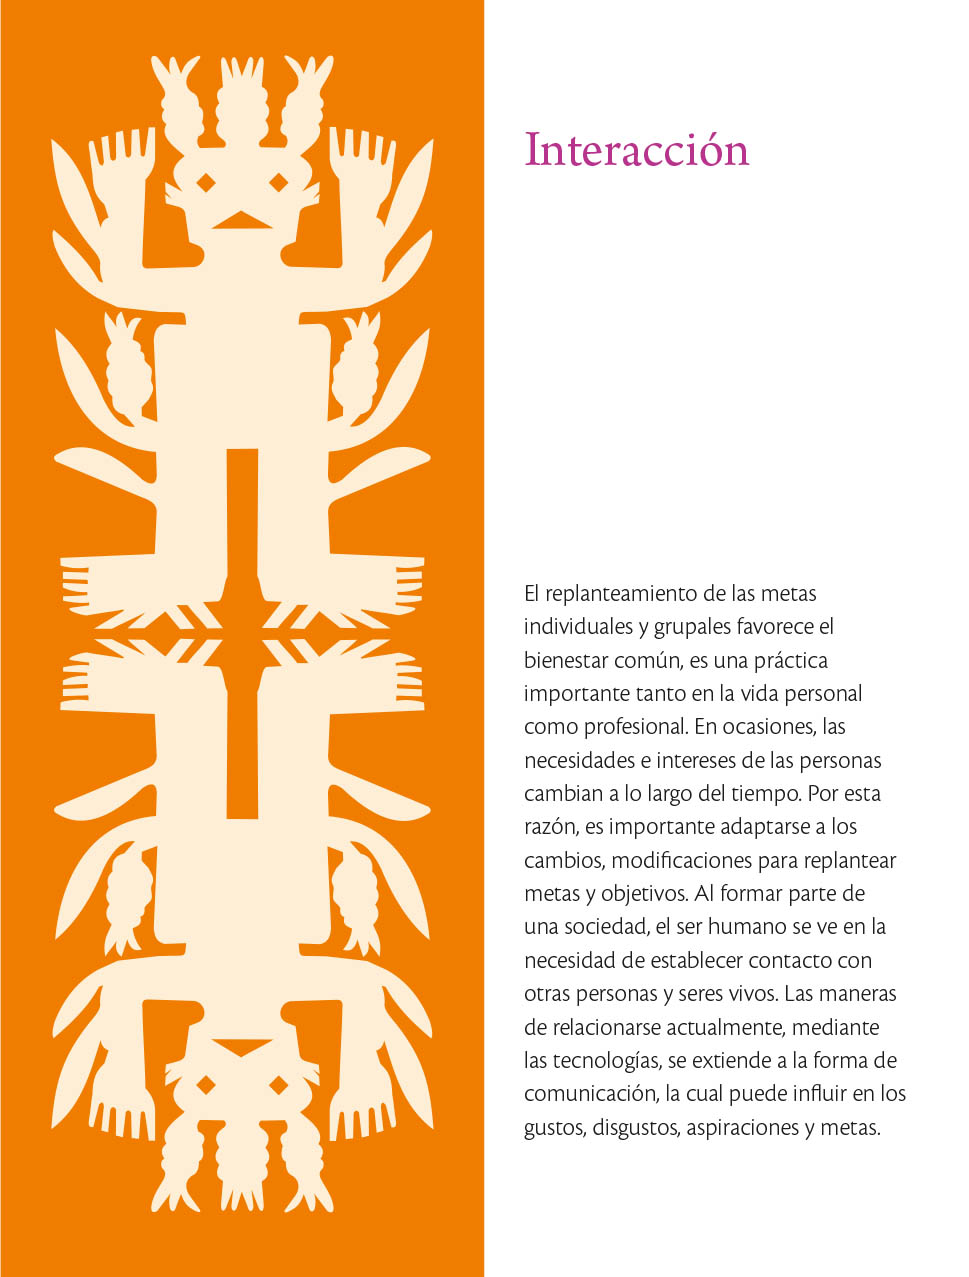 Interacción
El replanteamiento de las metas
individuales y grupales favorece el
bienestar común, es una práctica
importante tanto en la vida personal
como profesional. En ocasiones, las
necesidades e intereses de las personas
cambian a lo largo del tiempo. Por esta
razón, es importante adaptarse a los
cambios, modificaciones para replantear
metas y objetivos. Al formar parte de
una sociedad, el ser humano se ve en la
necesidad de establecer contacto con
otras personas y seres vivos. Las maneras
de relacionarse actualmente, mediante
las tecnologías, se extiende a la forma de
comunicación, la cual puede influir en los
gustos, disgustos, aspiraciones y metas.